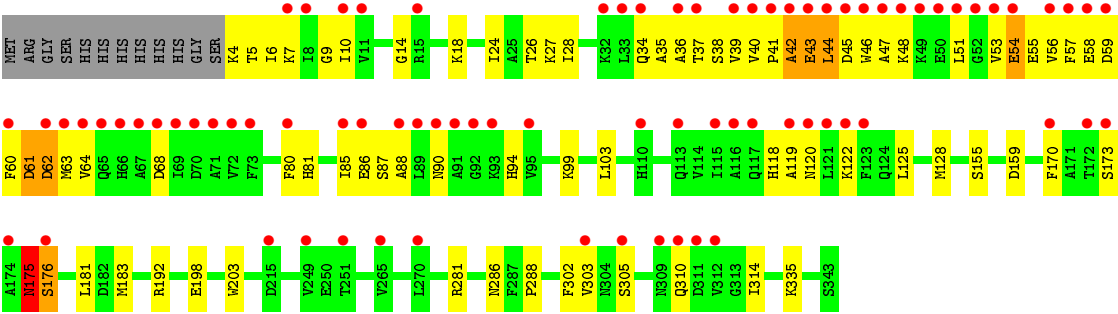 MET ARG GLY SER HIS HIS HIS HIS HIS HIS GLY SER K4 T5 I6 K7 I8 G9 I10 V11 G14 R15 K18 I24 A25 T26 K27 I28 K32 L33 Q34 A35 A36 T37 S38 V39 V40 P41 A42 E43 L44 D45 W46 A47 K48 K49 E50 L51 G52 V53 E54 E55 V56 F57 E58 D59
F60 D61 D62 M63 V64 Q65 H66 A67 D68 I69 D70 A71 V72 F73 F80 H81 I85 E86 S87 A88 L89 N90 A91 G92 K93 H94 V95 K99 L103 H110 Q113 V114 I115 A116 Q117 H118 A119 N120 L121 K122 F123 Q124 L125 M128 S155 D159 F170 A171 T172 S173
A174 N175 S176 L181 D182 M183 R192 E198 W203 D215 V249 E250 T251 V265 L270 R281 N286 F287 P288 F302 V303 N304 S305 N309 Q310 D311 V312 G313 I314 K335 S343